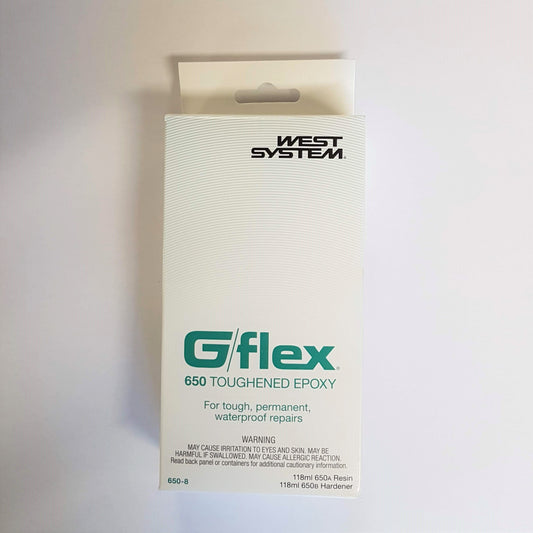 WEST
SYSTEM®
G/flex®
650 TOUGHENED EPOXY
For tough, permanent,
waterproof repairs
WARNING
MAY CAUSE IRRITATION TO EYES AND SKIN. MAY BE
HARMFUL IF SWALLOWED. MAY CAUSE ALLERGIC REACTION.
Read back panel or containers for additional cautionary information.
118ml 650A Resin
650-8 118ml 650B Hardener